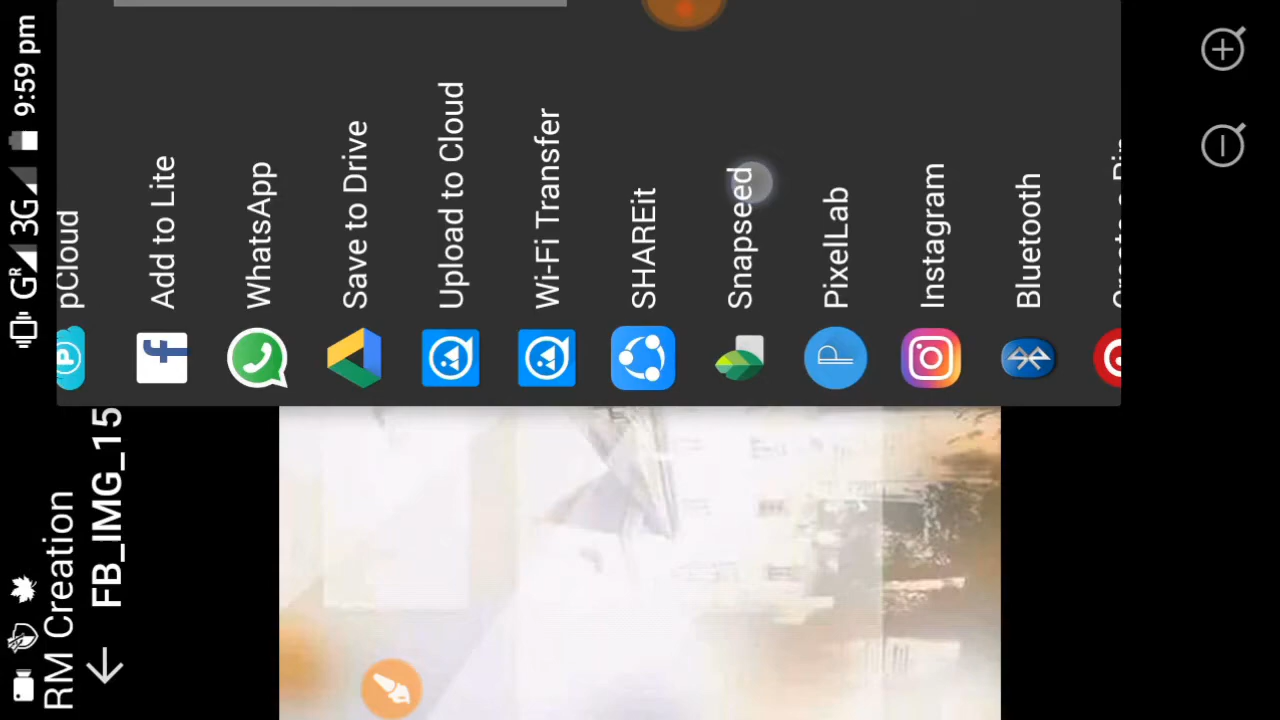 GR 3G 9:59 pm
RM Creation
FB_IMG_15
pCloud
Add to Lite
WhatsApp
Save to Drive
Upload to Cloud
Wi-Fi Transfer
SHAREit
Snapseed
PixelLab
Instagram
Bluetooth